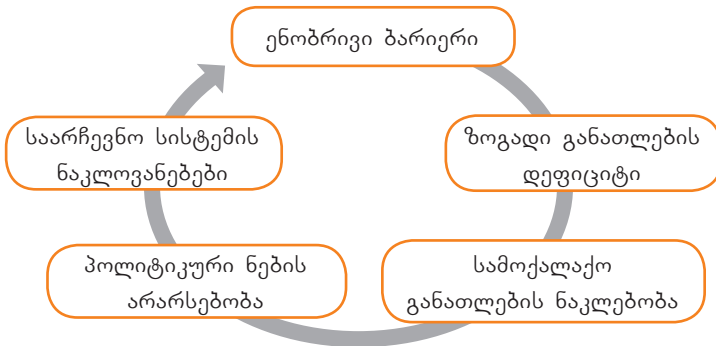 ენობრივი ბარიერი
ზოგადი განათლების
დეფიციტი
სამოქალაქო
განათლების ნაკლებობა
პოლიტიკური ნების
არარსებობა
საარჩევნო სისტემის
ნაკლოვანებები